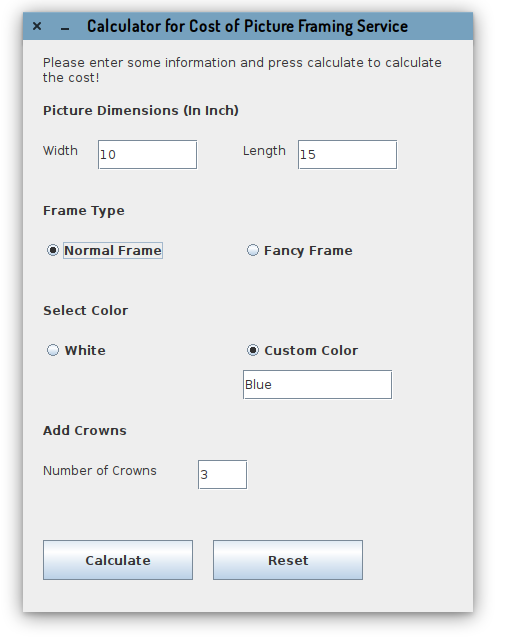 Calculator for Cost of Picture Framing Service
Please enter some information and press calculate to calculate
the cost!
Picture Dimensions (In Inch)
Width 10 Length 15
Frame Type
Normal Frame Fancy Frame
Select Color
White Custom Color
Blue
Add Crowns
Number of Crowns 3
Calculate Reset